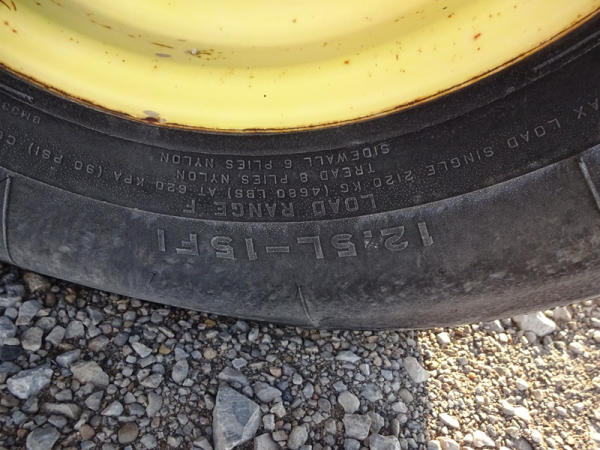 12.5L-15FI
LOAD RANGE F
MAX LOAD SINGLE 2120 KG (4680 LBS) AT 620 KPA (90 PSI)
TREAD 8 PLIES NYLON
SIDEWALL 6 PLIES NYLON